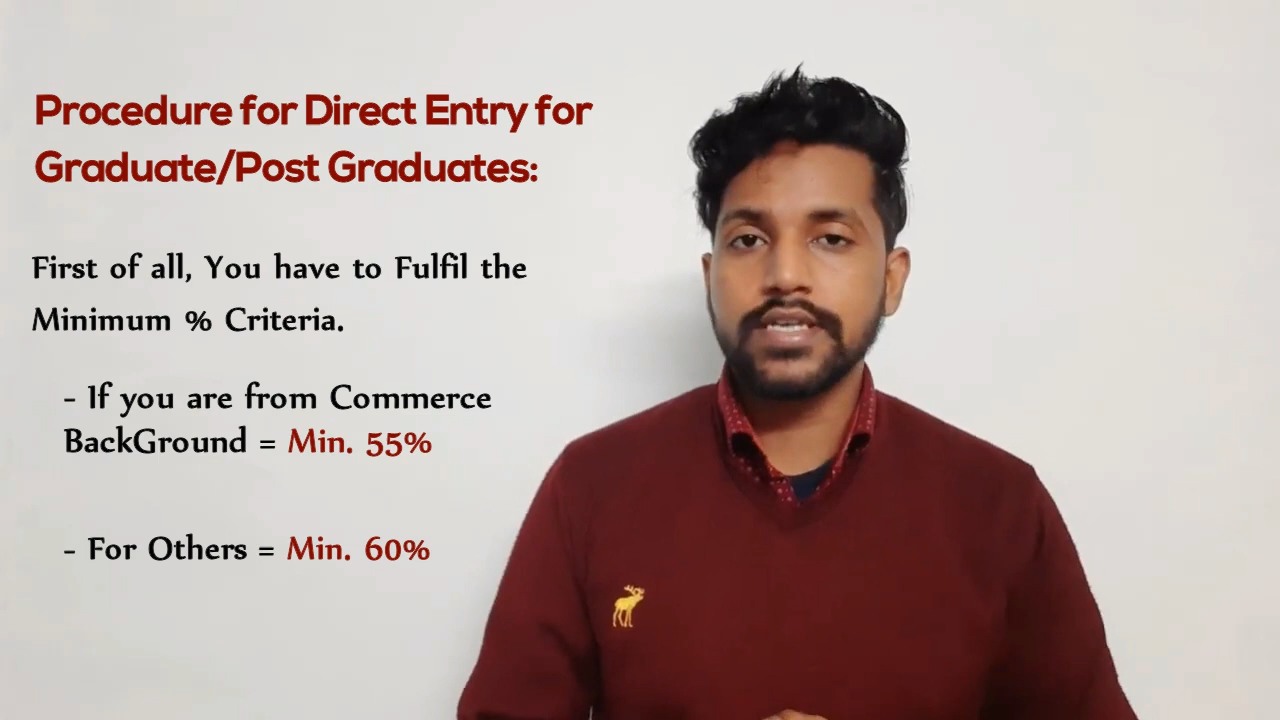 Procedure for Direct Entry for
Graduate/Post Graduates:
First of all, You have to Fulfil the
Minimum % Criteria.
- If you are from Commerce
BackGround = Min. 55%
- For Others = Min. 60%